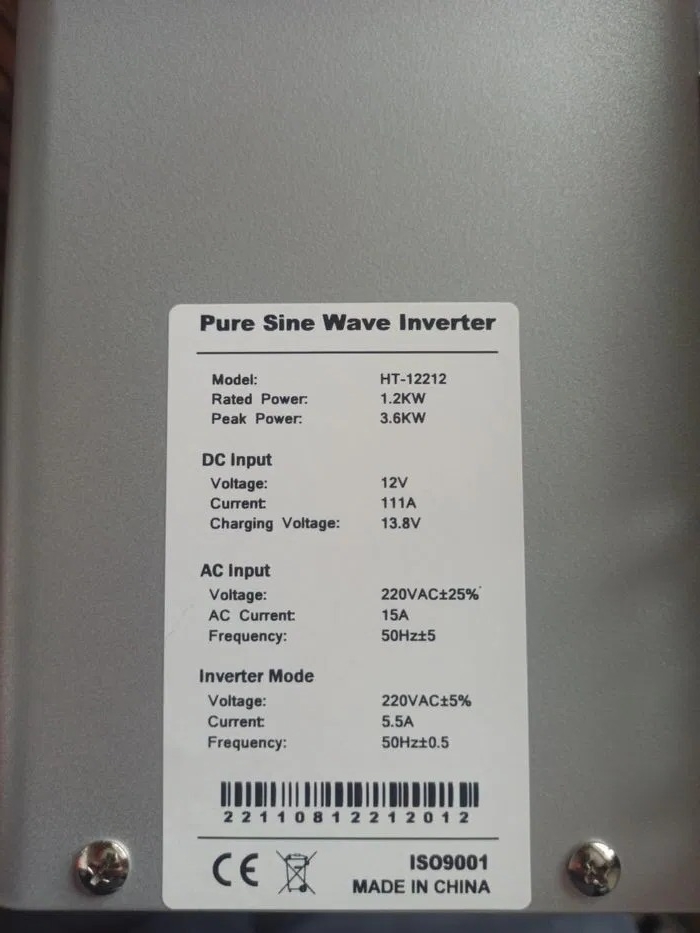 Pure Sine Wave Inverter
Model: HT-12212
Rated Power: 1.2KW
Peak Power: 3.6KW
DC Input
Voltage: 12V
Current: 111A
Charging Voltage: 13.8V
AC Input
Voltage: 220VAC±25%
AC Current: 15A
Frequency: 50Hz±5
Inverter Mode
Voltage: 220VAC±5%
Current: 5.5A
Frequency: 50Hz±0.5
22110812212012
CE
ISO9001
MADE IN CHINA